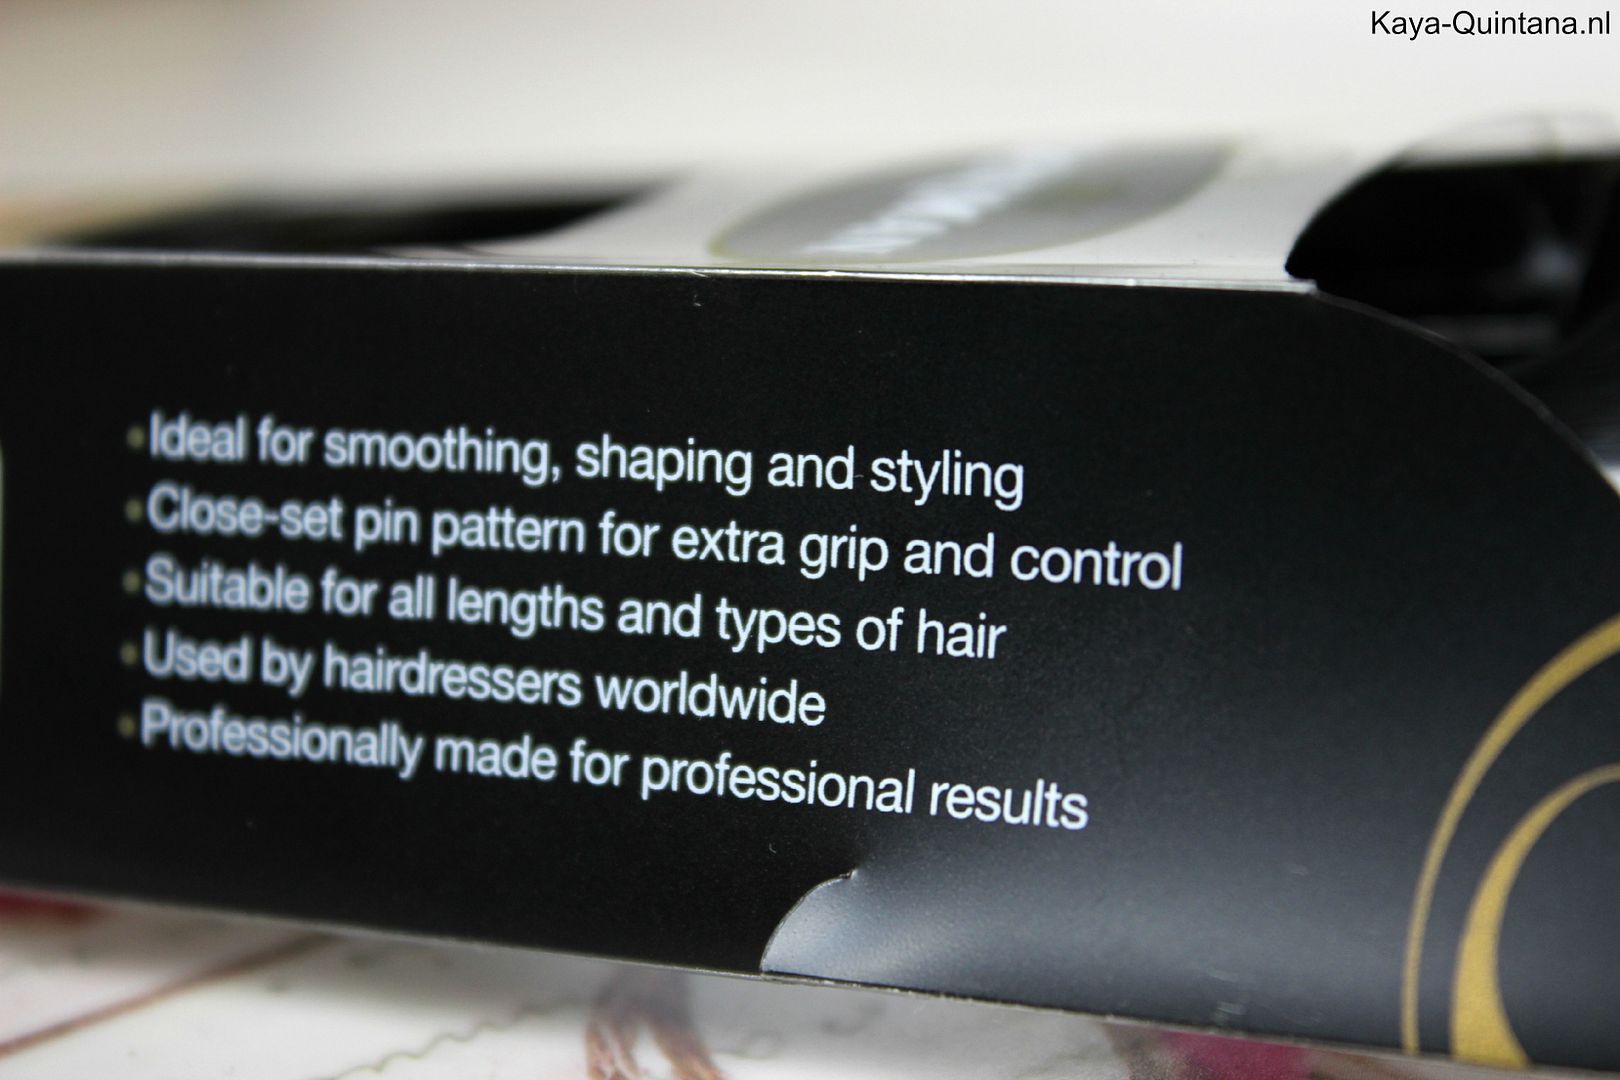 Kaya-Quintana.nl
•Ideal for smoothing, shaping and styling
•Close-set pin pattern for extra grip and control
•Suitable for all lengths and types of hair
•Used by hairdressers worldwide
•Professionally made for professional results